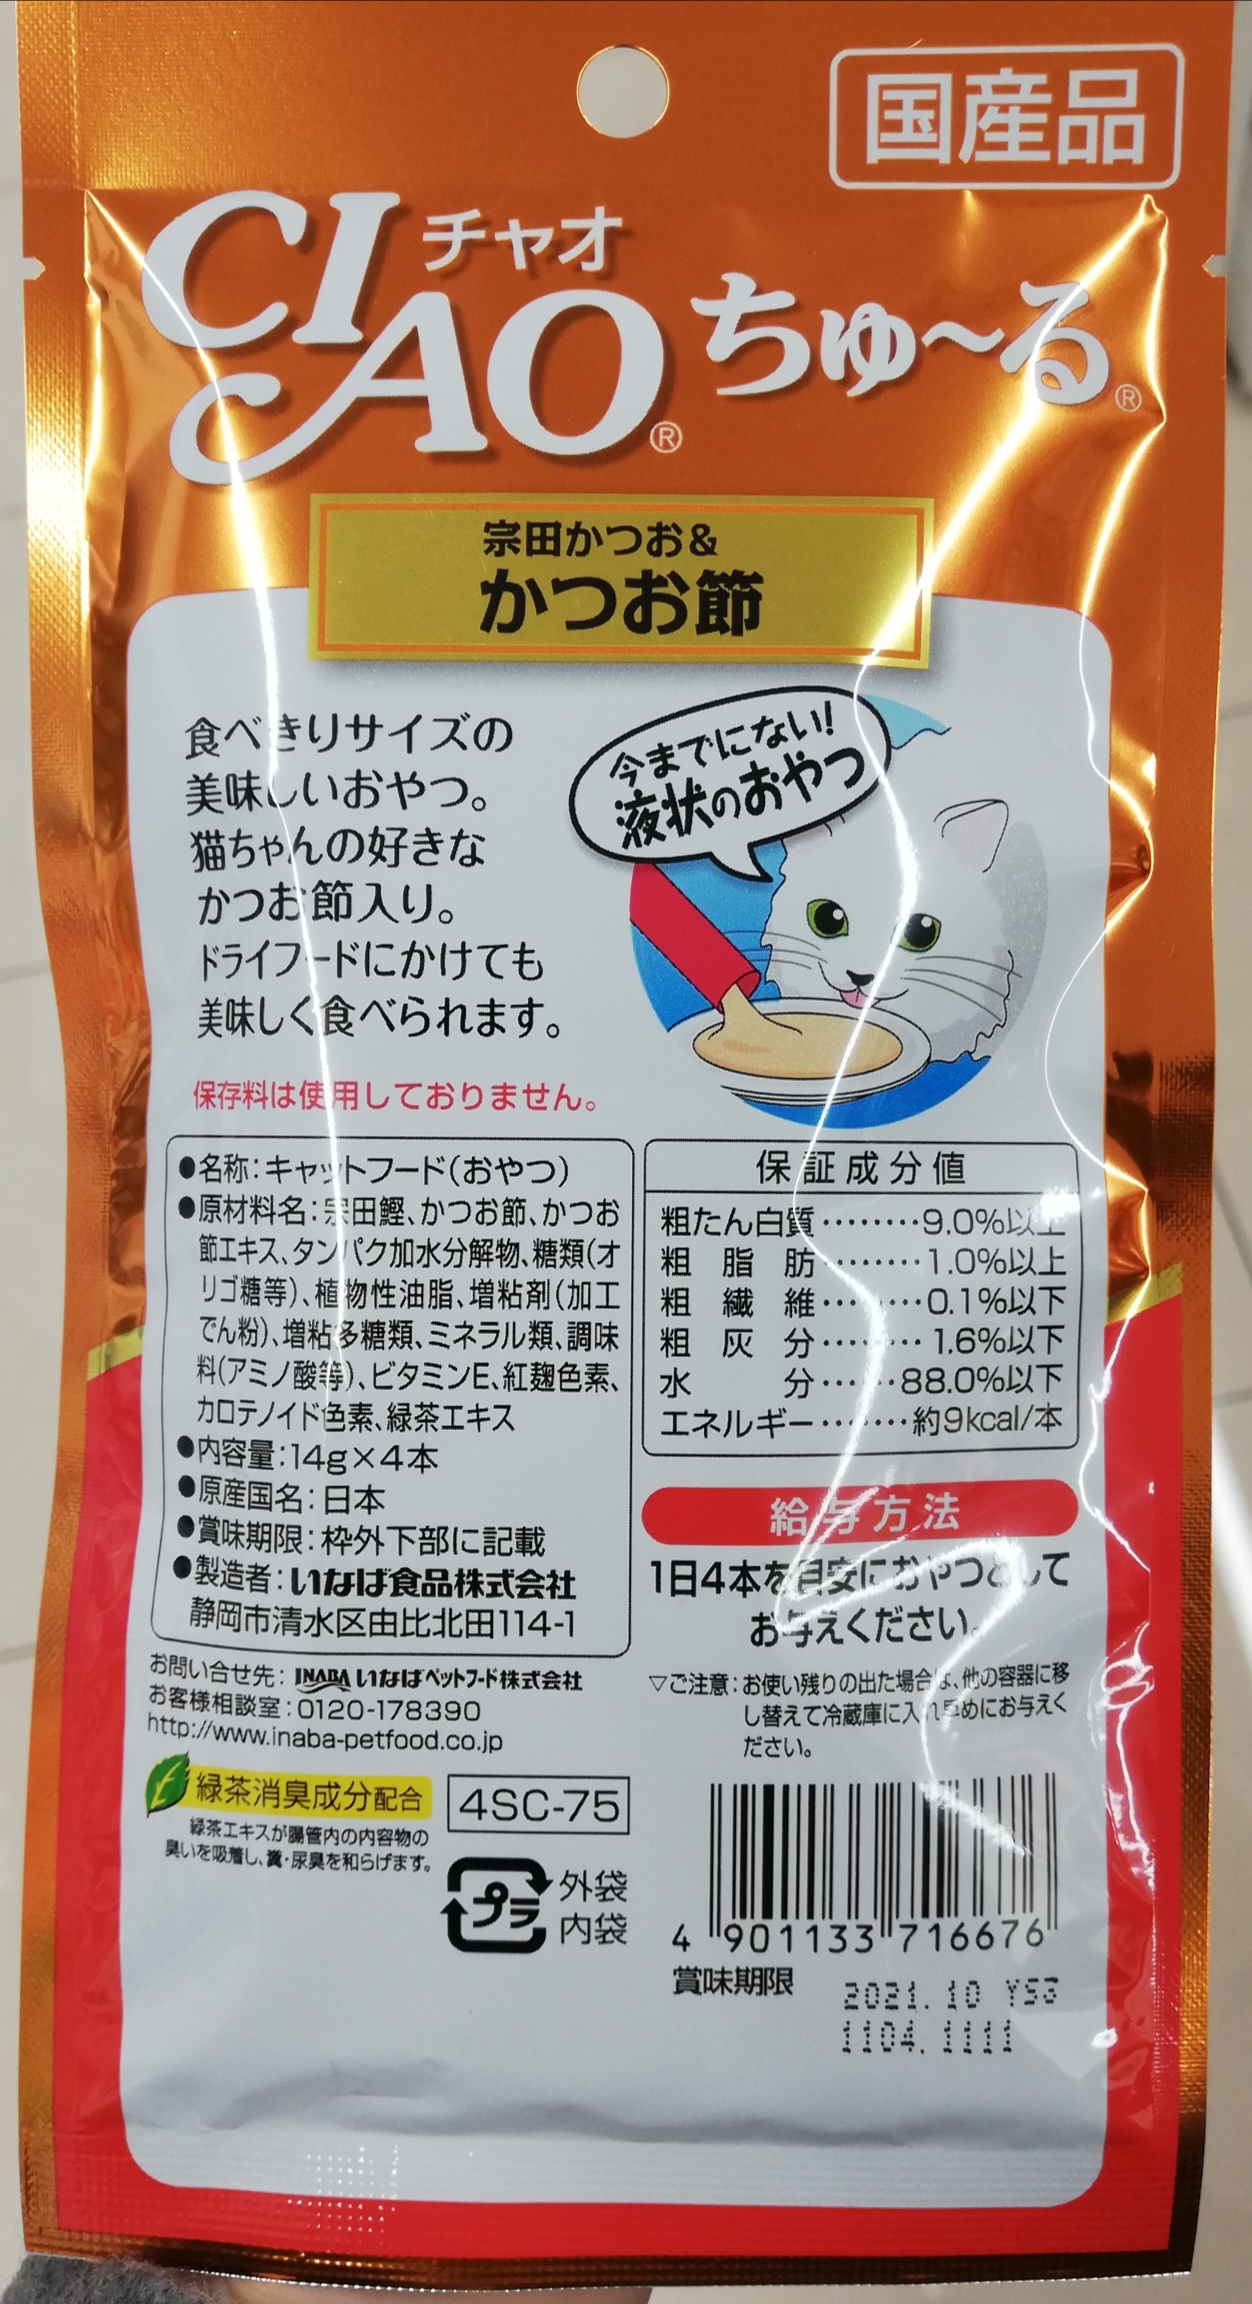 国産品
CIAO
チャオ
ちゅ〜る®
®
宗田かつお&
かつお節
食べきりサイズの
美味しいおやつ。
猫ちゃんの好きな
かつお節入り。
ドライフードにかけても
美味しく食べられます。
今までにない!
液状のおやつ
保存料は使用しておりません。
●名称:キャットフード(おやつ)
●原材料名:宗田鰹、かつお節、かつお
節エキス、タンパク加水分解物、糖類(オ
リゴ糖等)、植物性油脂、増粘剤(加工
でん粉)、増粘多糖類、ミネラル類、調味
料(アミノ酸等)、ビタミンE、紅麹色素、
カロテノイド色素、緑茶エキス
●内容量:14g×4本
●原産国名:日本
●賞味期限:枠外下部に記載
●製造者:いなば食品株式会社
静岡市清水区由比北田114-1
お問い合せ先:INABA いなばペットフード株式会社
お客様相談室:0120-178390
http://www.inaba-petfood.co.jp
緑茶消臭成分配合
緑茶エキスが腸管内の内容物の
臭いを吸着し、糞・尿臭を和らげます。
4SC-75
プラ
外袋
内袋
保証成分値
粗たん白質………9.0%以上
粗脂肪………1.0%以上
粗繊維………0.1%以下
粗灰分………1.6%以下
水分……88.0%以下
エネルギー………約9kcal/本
給与方法
1日4本を目安におやつとして
お与えください。
▽ご注意:お使い残りの出た場合は、他の容器に移
し替えて冷蔵庫に入れ早めにお与えく
ださい。
4 901133 716676
賞味期限
2021.10 Y53
1104.1111